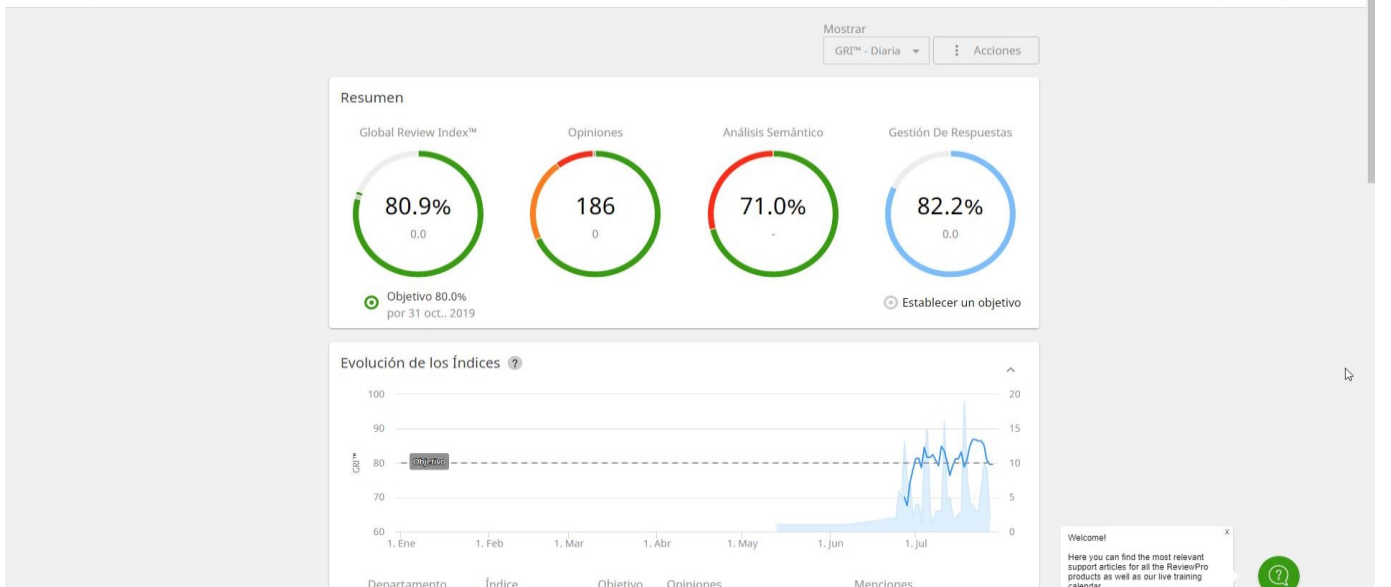 Mostrar
GRI™ - Diaria
Acciones
Resumen
Global Review Index™
Opiniones
Análisis Semántico
Gestión De Respuestas
80.9%
186
71.0%
82.2%
0.0
0
-
0.0
Objetivo 80.0%
por 31 oct.. 2019
Establecer un objetivo
Evolución de los Índices ?
100
20
90
15
GRI™
80
Objetivo
10
70
5
60
0
1. Ene
1. Feb
1. Mar
1. Abr
1. May
1. Jun
1. Jul
Departamento
Índice
Objetivo
Opiniones
Menciones
x
Welcome!
Here you can find the most relevant
support articles for all the ReviewPro
products as well as our live training
calendar
?